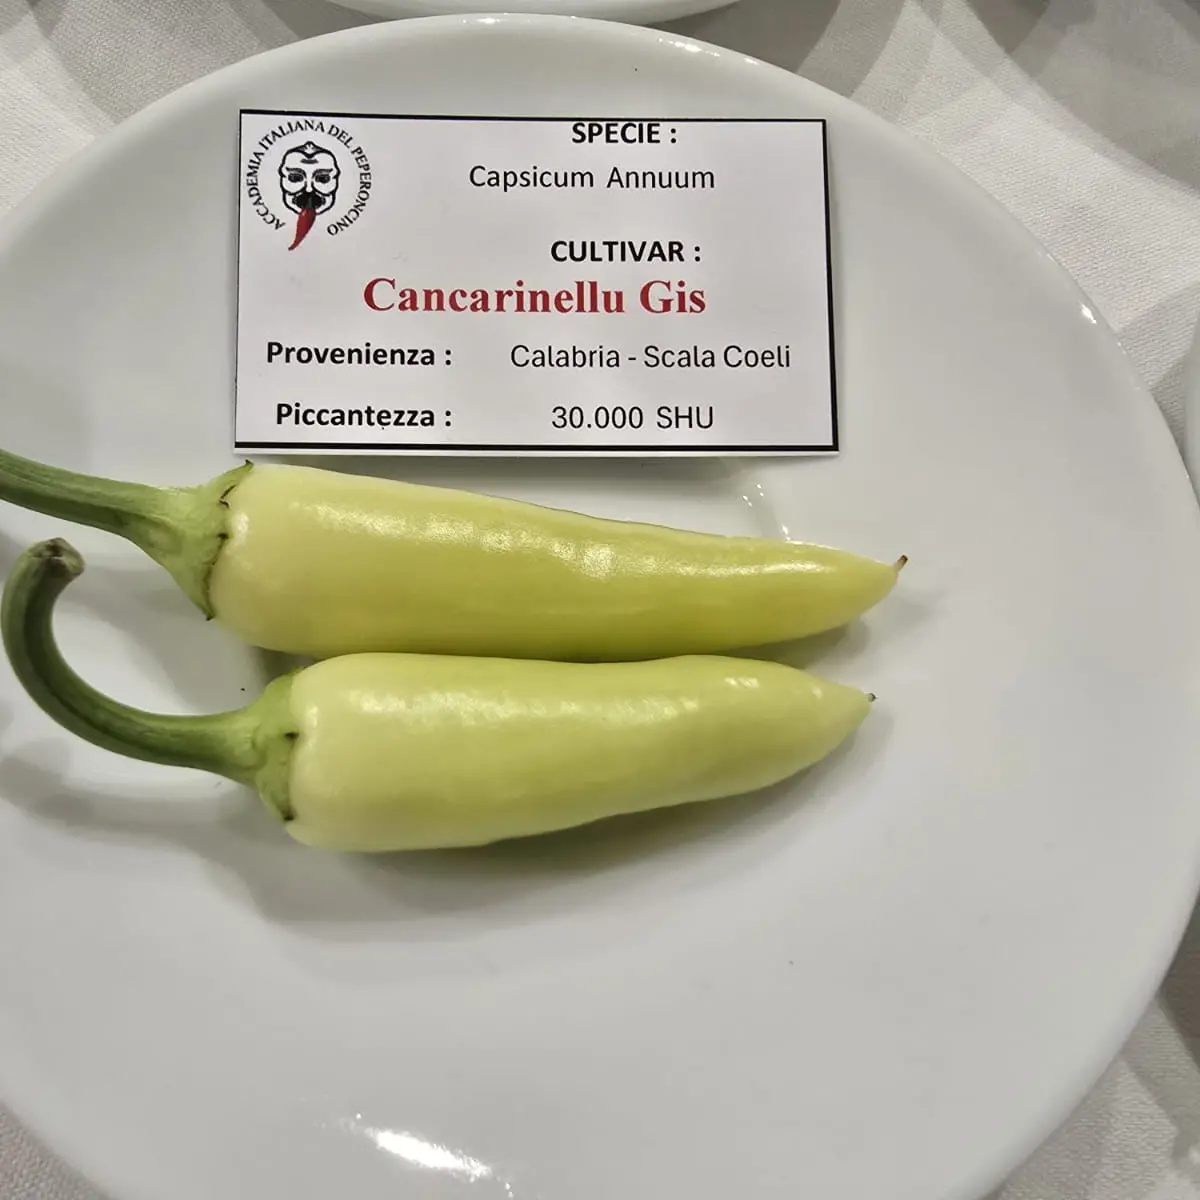 ACCADEMIA ITALIANA DEL PEPERONCINO
SPECIE :
Capsicum Annuum
CULTIVAR :
Cancarinellu Gis
Provenienza : Calabria - Scala Coeli
Piccantezza : 30.000 SHU